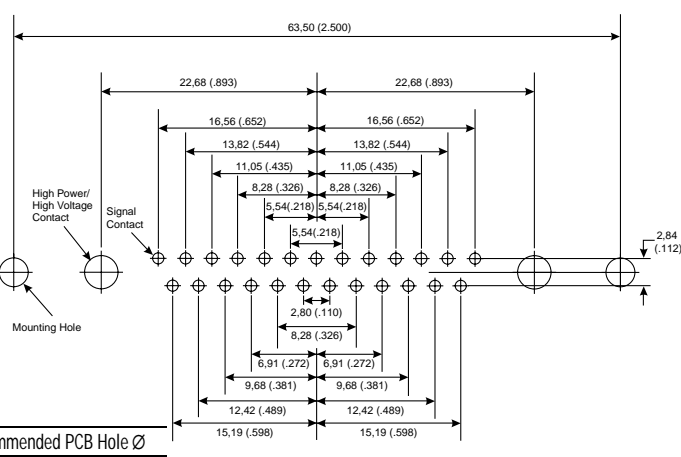 63,50 (2.500)
22,68 (.893) 22,68 (.893)
16,56 (.652) 16,56 (.652)
13,82 (.544) 13,82 (.544)
11,05 (.435) 11,05 (.435)
8,28 (.326) 8,28 (.326)
5,54(.218) 5,54(.218)
5,54(.218)
High Power/
High Voltage
Contact
Signal
Contact
2,84
(.112)
Mounting Hole
2,80 (.110)
8,28 (.326)
6,91 (.272) 6,91 (.272)
9,68 (.381) 9,68 (.381)
12,42 (.489) 12,42 (.489)
15,19 (.598) 15,19 (.598)
mmended PCB Hole Ø